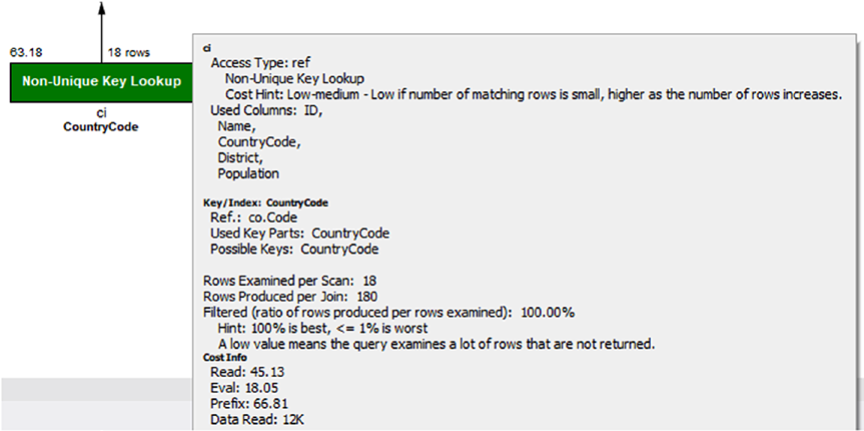 63.18
18 rows
Non-Unique Key Lookup
ci
CountryCode
ci
Access Type: ref
Non-Unique Key Lookup
Cost Hint: Low-medium - Low if number of matching rows is small, higher as the number of rows increases.
Used Columns: ID,
Name,
CountryCode,
District,
Population
Key/Index: CountryCode
Ref.: co.Code
Used Key Parts: CountryCode
Possible Keys: CountryCode
Rows Examined per Scan: 18
Rows Produced per Join: 180
Filtered (ratio of rows produced per rows examined): 100.00%
Hint: 100% is best, <= 1% is worst
A low value means the query examines a lot of rows that are not returned.
Cost Info
Read: 45.13
Eval: 18.05
Prefix: 66.81
Data Read: 12K